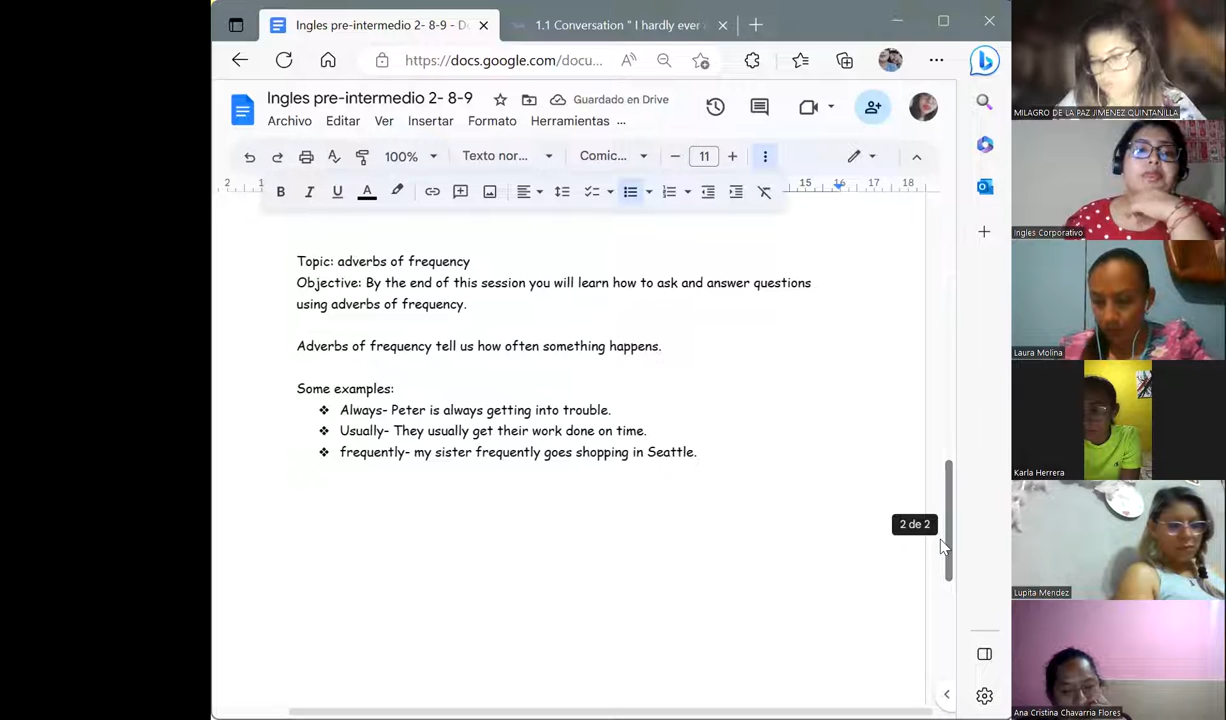 Ingles pre-intermedio 2- 8-9 - Do
1.1 Conversation " I hardly ever
https://docs.google.com/docu...
Ingles pre-intermedio 2- 8-9
Guardado en Drive
Archivo Editar Ver Insertar Formato Herramientas ...
100% Texto nor... Comic... 11
2 1 15 16 17 18
Topic: adverbs of frequency
Objective: By the end of this session you will learn how to ask and answer questions
using adverbs of frequency.
Adverbs of frequency tell us how often something happens.
Some examples:
❖ Always- Peter is always getting into trouble.
❖ Usually- They usually get their work done on time.
❖ frequently- my sister frequently goes shopping in Seattle.
2 de 2
MILAGRO DE LA PAZ JIMENEZ QUINTANILLA
Ingles Corporativo
Laura Molina
Karla Herrera
Lupita Mendez
Ana Cristina Chavarria Flores